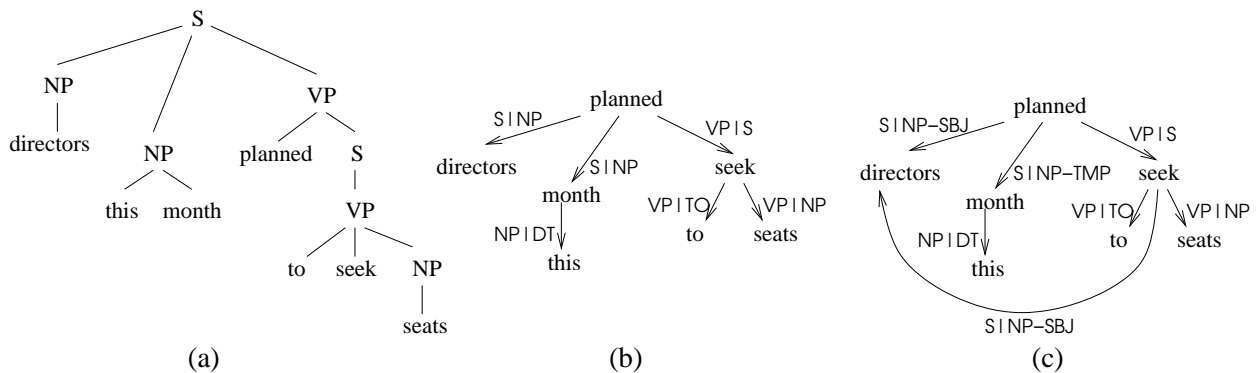 S
NP
VP
directors
NP
planned
S
this
month
VP
to
seek
NP
seats
(a)
planned
S|NP
VP|S
directors
S|NP
seek
month
VP|TO
VP|NP
NP|DT
to
seats
this
(b)
planned
S|NP-SBJ
VP|S
directors
S|NP-TMP
seek
month
VP|TO
VP|NP
NP|DT
to
seats
this
S|NP-SBJ
(c)